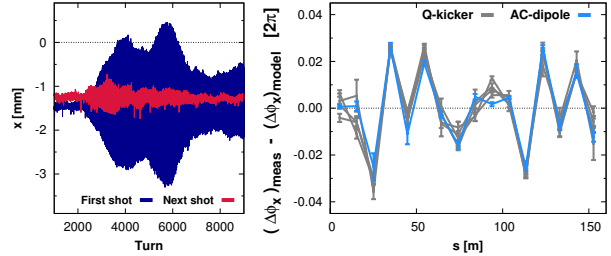 0
-1
-2
-3
x [mm]
First shot Next shot
2000 4000 6000 8000
Turn
Q-kicker AC-dipole
0.04
0.02
0.00
-0.02
-0.04
(Δϕx)meas - (Δϕx)model [2π]
0 50 100 150
s [m]